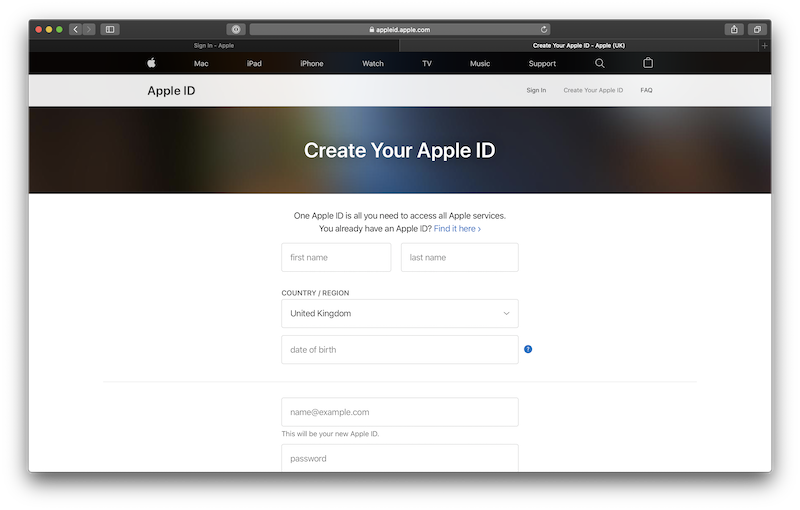 appleid.apple.com
Sign In – Apple
Create Your Apple ID – Apple (UK)
Mac iPad iPhone Watch TV Music Support
Apple ID
Sign In Create Your Apple ID FAQ
Create Your Apple ID
One Apple ID is all you need to access all Apple services.
You already have an Apple ID? Find it here ›
first name last name
COUNTRY / REGION
United Kingdom
date of birth ?
name@example.com
This will be your new Apple ID.
password